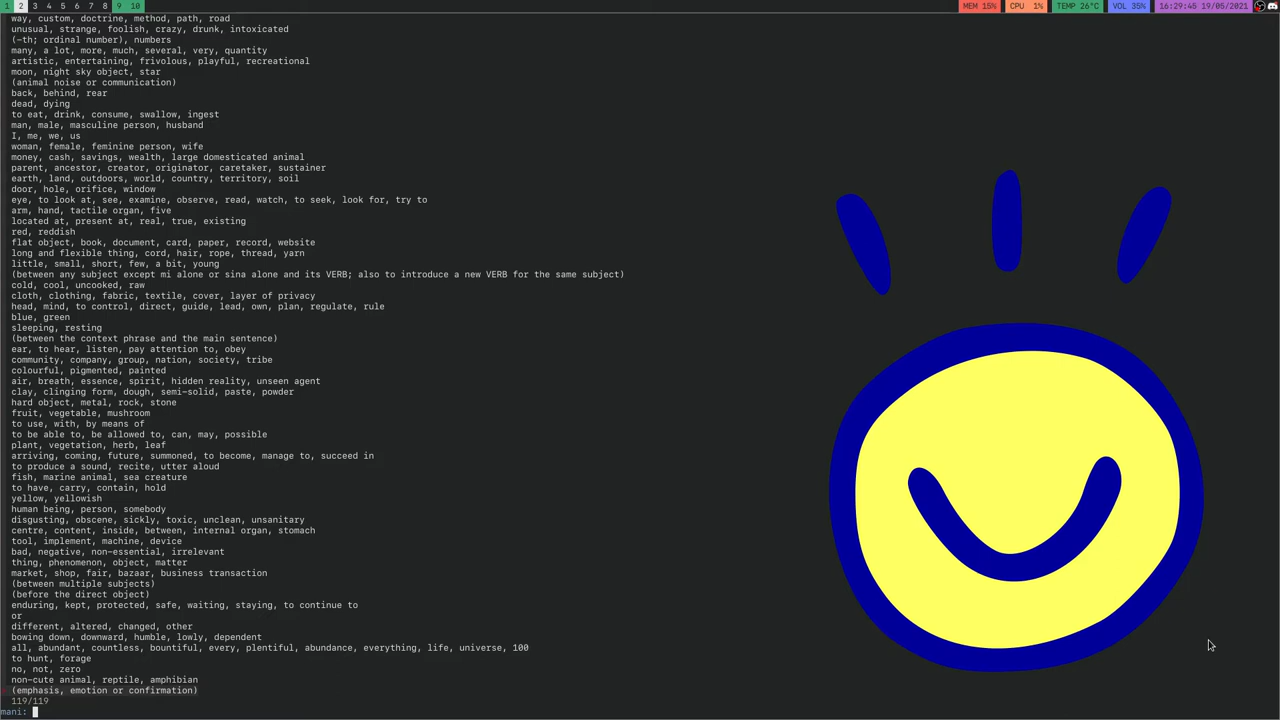 1 2 3 4 5 6 7 8 9 10 MEM 15% CPU 1% TEMP 26°C VOL 35% 16:29:45 19/05/2021
way, custom, doctrine, method, path, road
unusual, strange, foolish, crazy, drunk, intoxicated
(-th; ordinal number), numbers
many, a lot, more, much, several, very, quantity
artistic, entertaining, frivolous, playful, recreational
moon, night sky object, star
(animal noise or communication)
back, behind, rear
dead, dying
to eat, drink, consume, swallow, ingest
man, male, masculine person, husband
I, me, we, us
woman, female, feminine person, wife
money, cash, savings, wealth, large domesticated animal
parent, ancestor, creator, originator, caretaker, sustainer
earth, land, outdoors, world, country, territory, soil
door, hole, orifice, window
eye, to look at, see, examine, observe, read, watch, to seek, look for, try to
arm, hand, tactile organ, five
located at, present at, real, true, existing
red, reddish
flat object, book, document, card, paper, record, website
long and flexible thing, cord, hair, rope, thread, yarn
little, small, short, few, a bit, young
(between any subject except mi alone or sina alone and its VERB; also to introduce a new VERB for the same subject)
cold, cool, uncooked, raw
cloth, clothing, fabric, textile, cover, layer of privacy
head, mind, to control, direct, guide, lead, own, plan, regulate, rule
blue, green
sleeping, resting
(between the context phrase and the main sentence)
ear, to hear, listen, pay attention to, obey
community, company, group, nation, society, tribe
colourful, pigmented, painted
air, breath, essence, spirit, hidden reality, unseen agent
clay, clinging form, dough, semi-solid, paste, powder
hard object, metal, rock, stone
fruit, vegetable, mushroom
to use, with, by means of
to be able to, be allowed to, can, may, possible
plant, vegetation, herb, leaf
arriving, coming, future, summoned, to become, manage to, succeed in
to produce a sound, recite, utter aloud
fish, marine animal, sea creature
to have, carry, contain, hold
yellow, yellowish
human being, person, somebody
disgusting, obscene, sickly, toxic, unclean, unsanitary
centre, content, inside, between, internal organ, stomach
tool, implement, machine, device
bad, negative, non-essential, irrelevant
thing, phenomenon, object, matter
market, shop, fair, bazaar, business transaction
(between multiple subjects)
(before the direct object)
enduring, kept, protected, safe, waiting, staying, to continue to
or
different, altered, changed, other
bowing down, downward, humble, lowly, dependent
all, abundant, countless, bountiful, every, plentiful, abundance, everything, life, universe, 100
to hunt, forage
no, not, zero
non-cute animal, reptile, amphibian
(emphasis, emotion or confirmation)
119/119
mani: